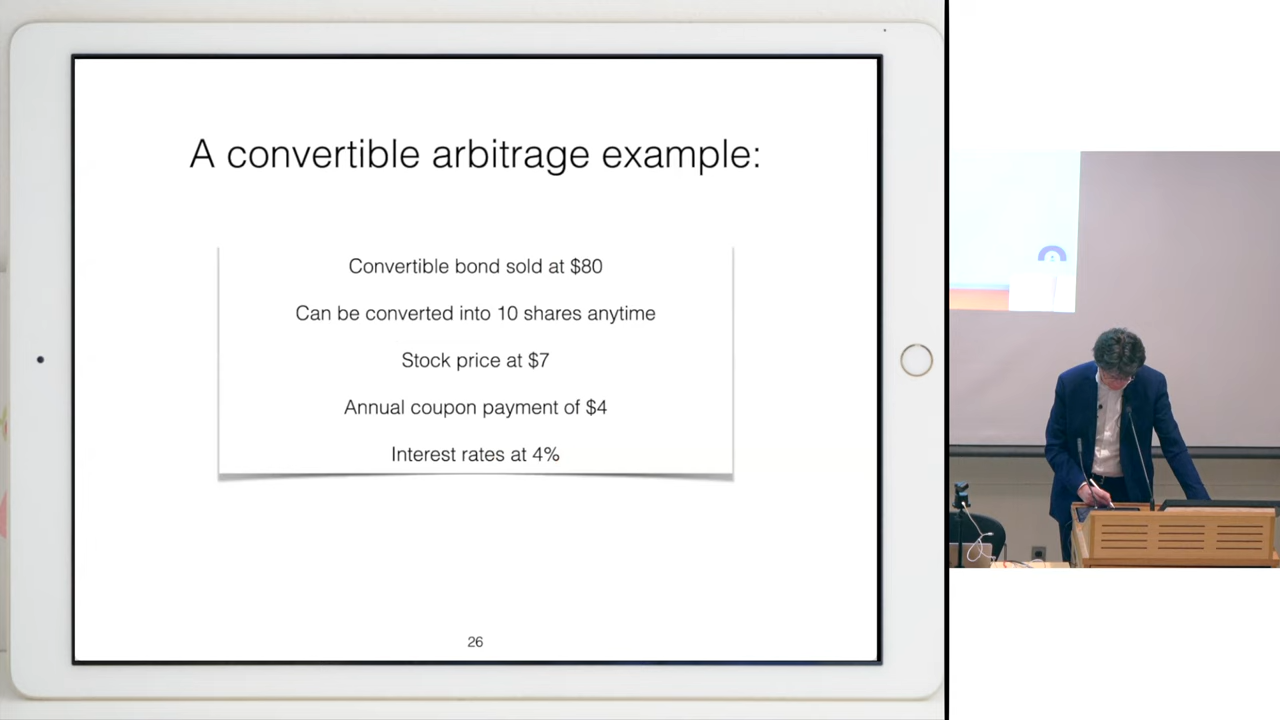 A convertible arbitrage example:
Convertible bond sold at $80
Can be converted into 10 shares anytime
Stock price at $7
Annual coupon payment of $4
Interest rates at 4%
26